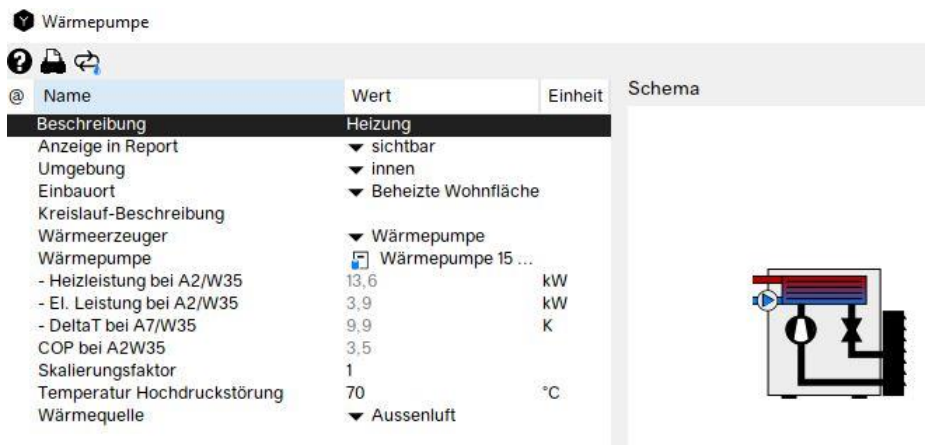 Wärmepumpe
@ Name Wert Einheit Schema
Beschreibung Heizung
Anzeige in Report sichtbar
Umgebung innen
Einbauort Beheizte Wohnfläche
Kreislauf-Beschreibung
Wärmeerzeuger Wärmepumpe
Wärmepumpe Wärmepumpe 15 ...
- Heizleistung bei A2/W35 13,6 kW
- El. Leistung bei A2/W35 3,9 kW
- DeltaT bei A7/W35 9,9 K
COP bei A2W35 3,5
Skalierungsfaktor 1
Temperatur Hochdruckstörung 70 °C
Wärmequelle Aussenluft